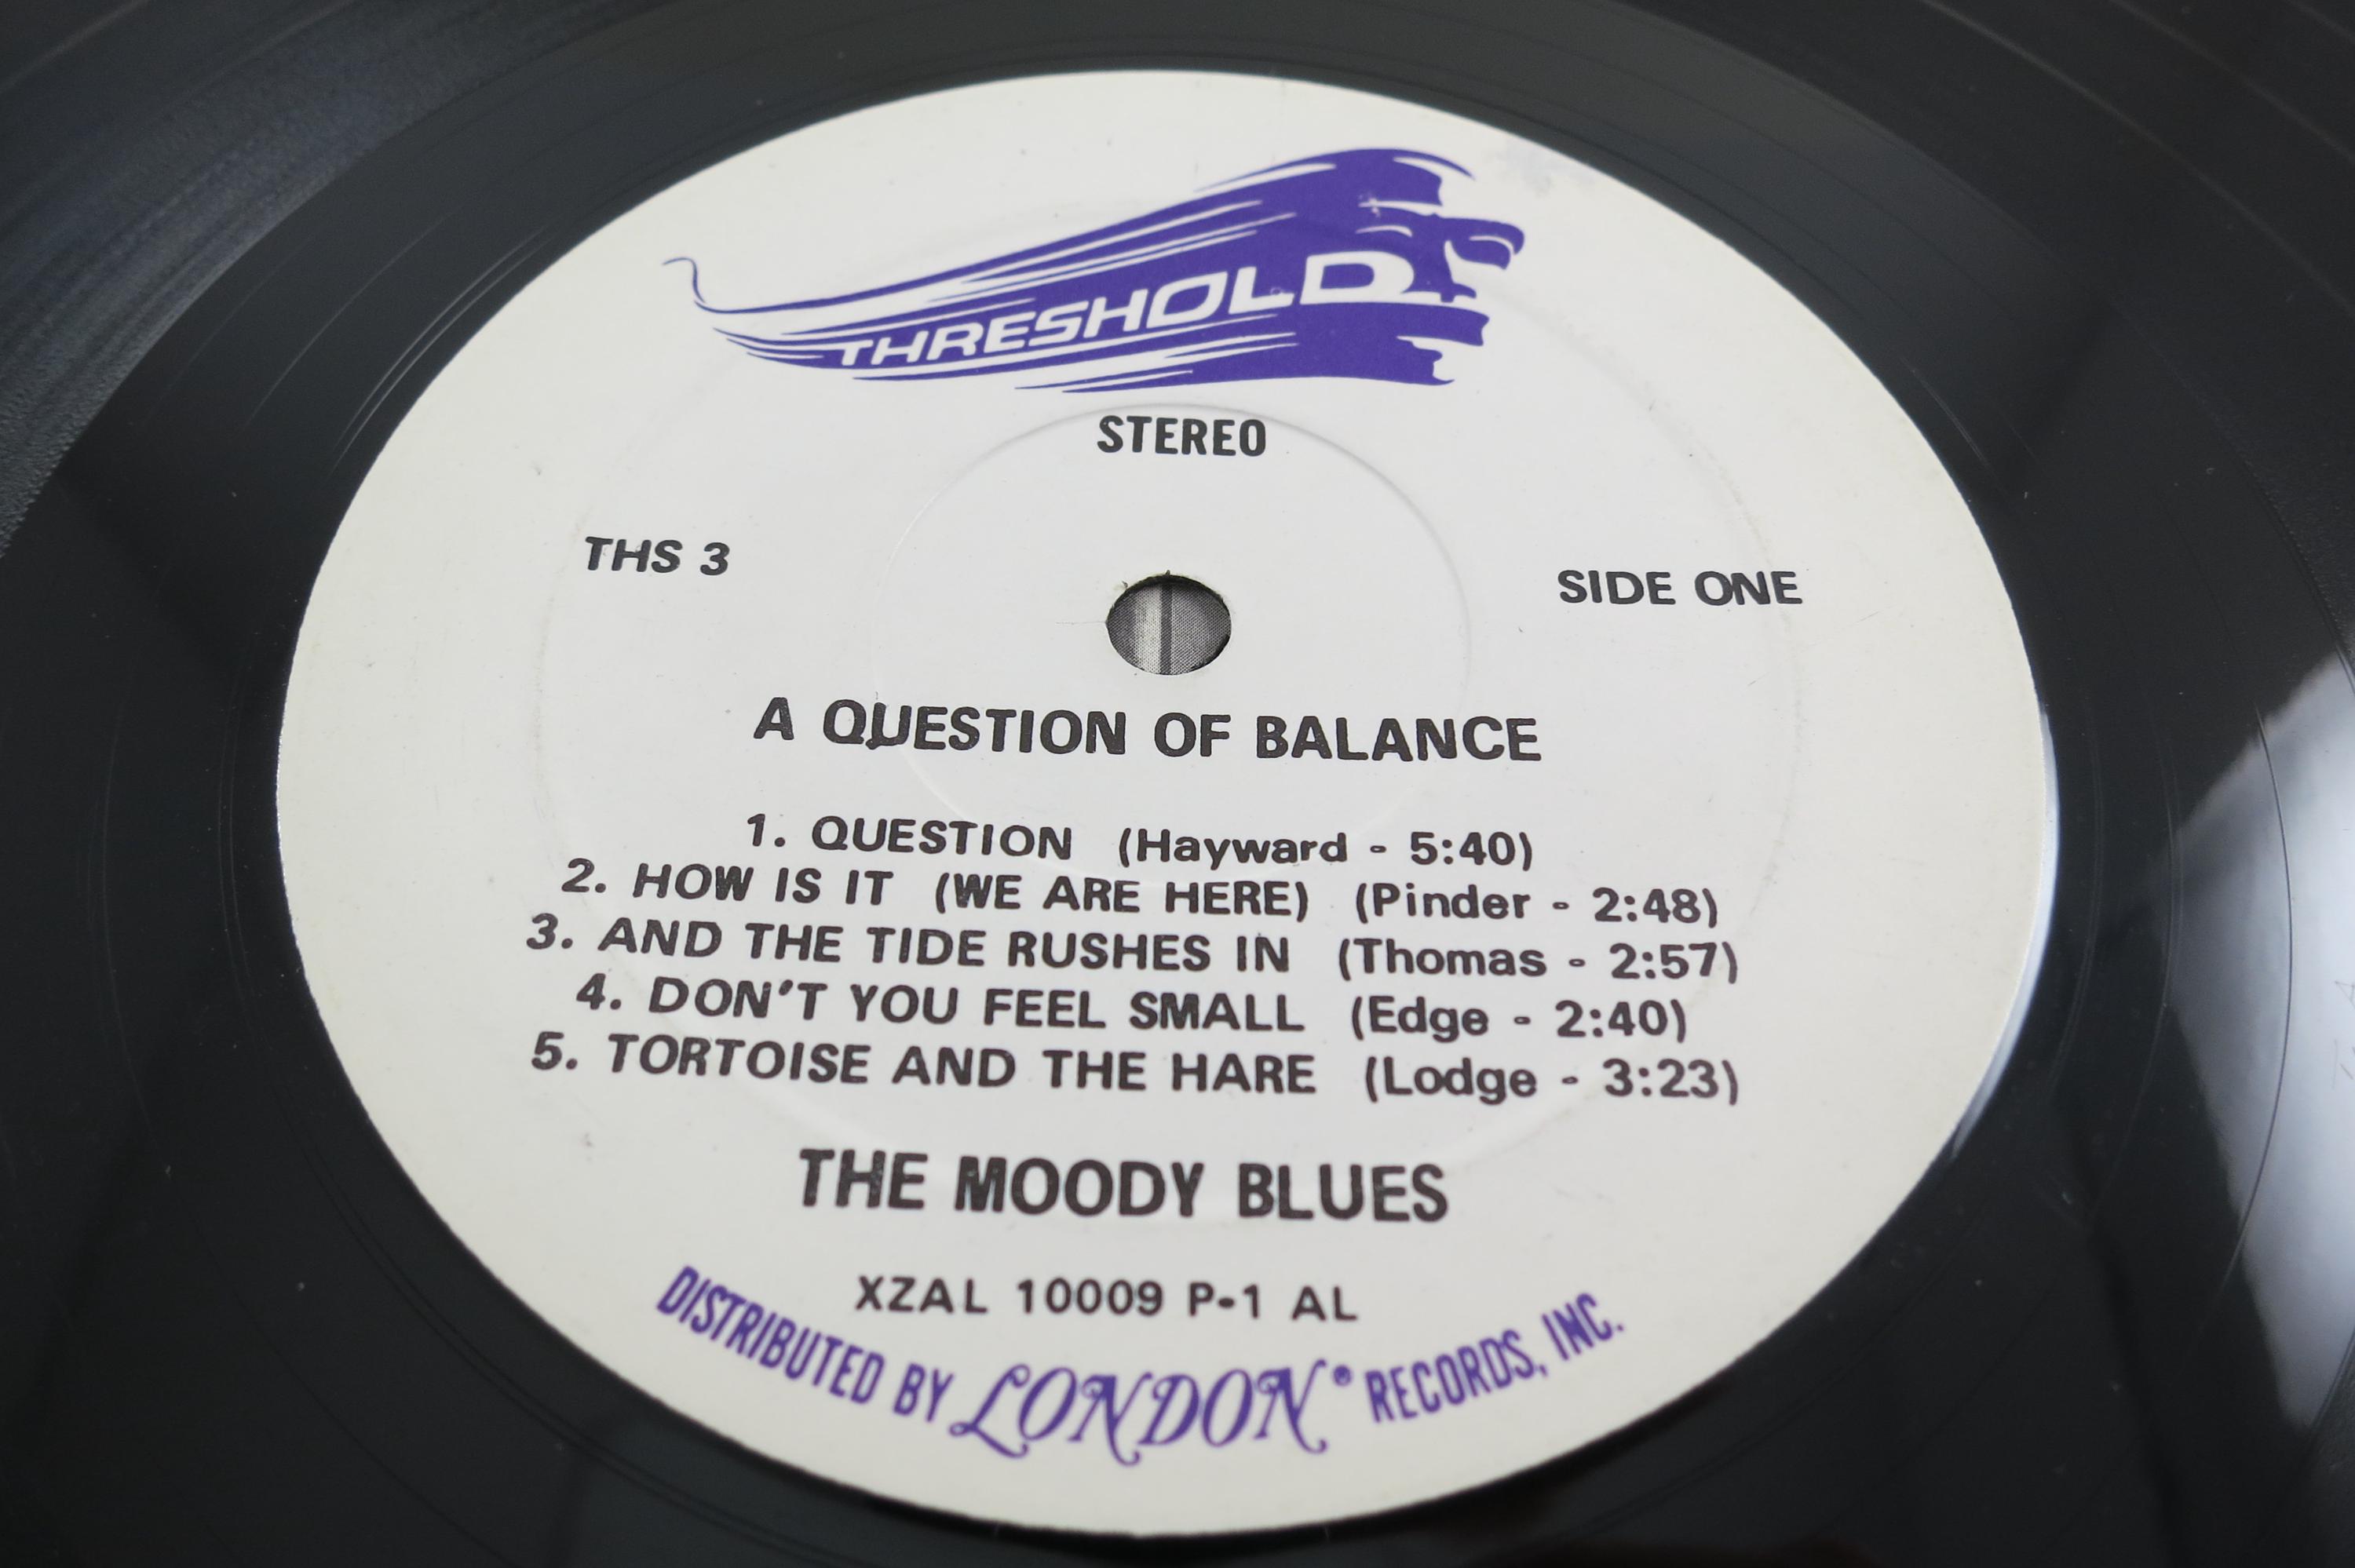 THRESHOLD
STEREO
THS 3
SIDE ONE
A QUESTION OF BALANCE
1. QUESTION (Hayward - 5:40)
2. HOW IS IT (WE ARE HERE) (Pinder - 2:48)
3. AND THE TIDE RUSHES IN (Thomas - 2:57)
4. DON'T YOU FEEL SMALL (Edge - 2:40)
5. TORTOISE AND THE HARE (Lodge - 3:23)
THE MOODY BLUES
XZAL 10009 P-1 AL
DISTRIBUTED BY LONDON® RECORDS, INC.